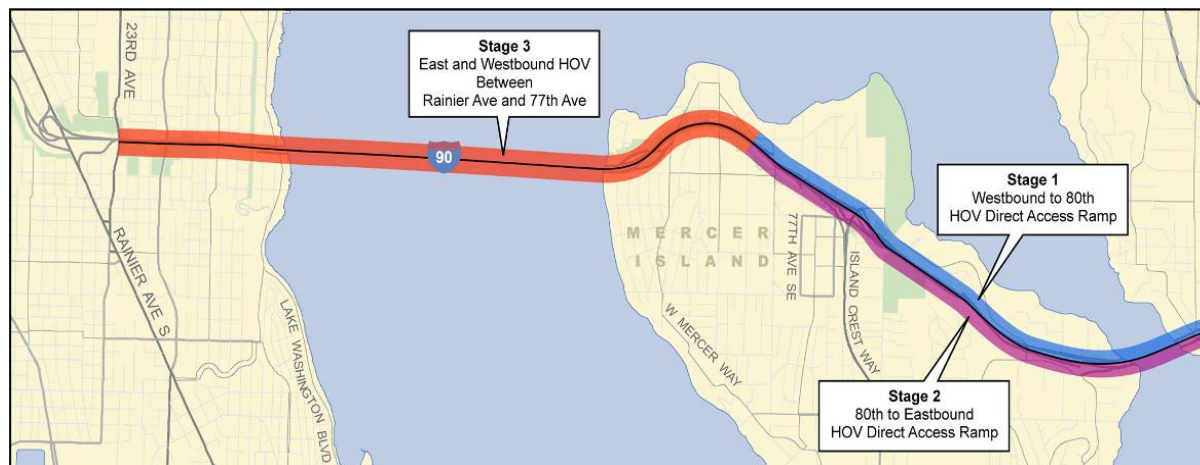 23RD AVE
Stage 3
East and Westbound HOV
Between
Rainier Ave and 77th Ave
90
RAINIER AVE S
LAKE WASHINGTON BLVD
MERCER
ISLAND
W MERCER WAY
77TH AVE SE
ISLAND CREST WAY
Stage 1
Westbound to 80th
HOV Direct Access Ramp
Stage 2
80th to Eastbound
HOV Direct Access Ramp